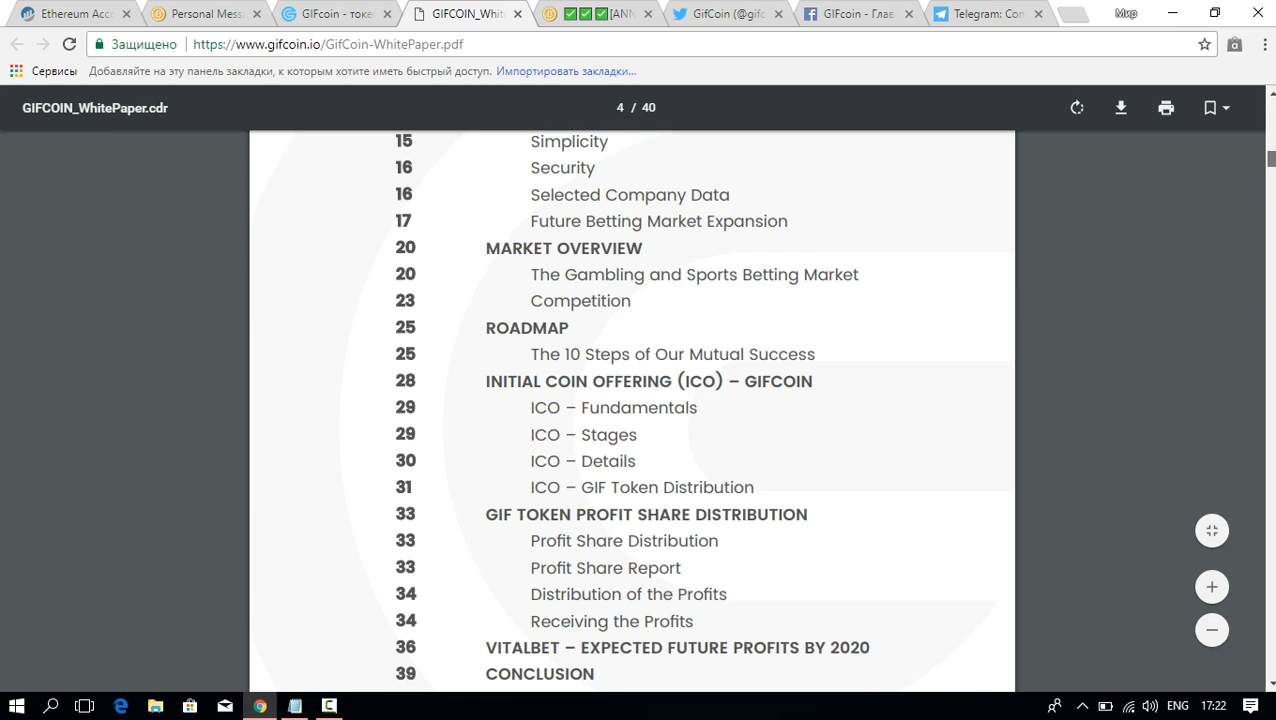 Ethereum Acco
Personal Mess
GIFcoin - токе
GIFCOIN_Whit
✅✅✅[ANN
GifCoin (@gifc
GIFcoin - Глав
Telegram: Con
Мир
Защищено
https://www.gifcoin.io/GifCoin-WhitePaper.pdf
Сервисы
Добавляйте на эту панель закладки, к которым хотите иметь быстрый доступ. Импортировать закладки...
GIFCOIN_WhitePaper.cdr
4 / 40
15 Simplicity
16 Security
16 Selected Company Data
17 Future Betting Market Expansion
20 MARKET OVERVIEW
20 The Gambling and Sports Betting Market
23 Competition
25 ROADMAP
25 The 10 Steps of Our Mutual Success
28 INITIAL COIN OFFERING (ICO) – GIFCOIN
29 ICO – Fundamentals
29 ICO – Stages
30 ICO – Details
31 ICO – GIF Token Distribution
33 GIF TOKEN PROFIT SHARE DISTRIBUTION
33 Profit Share Distribution
33 Profit Share Report
34 Distribution of the Profits
34 Receiving the Profits
36 VITALBET – EXPECTED FUTURE PROFITS BY 2020
39 CONCLUSION
ENG
17:22